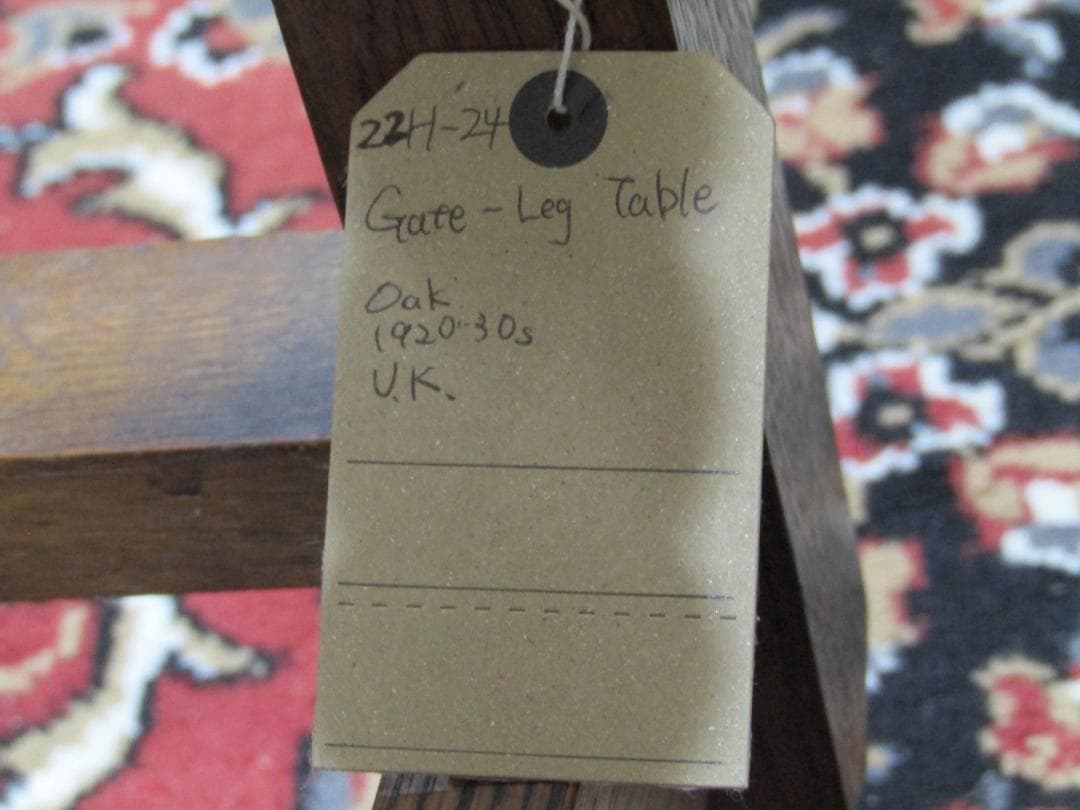 22H-24
Gate-Leg Table
Oak
1920-30s
U.K.